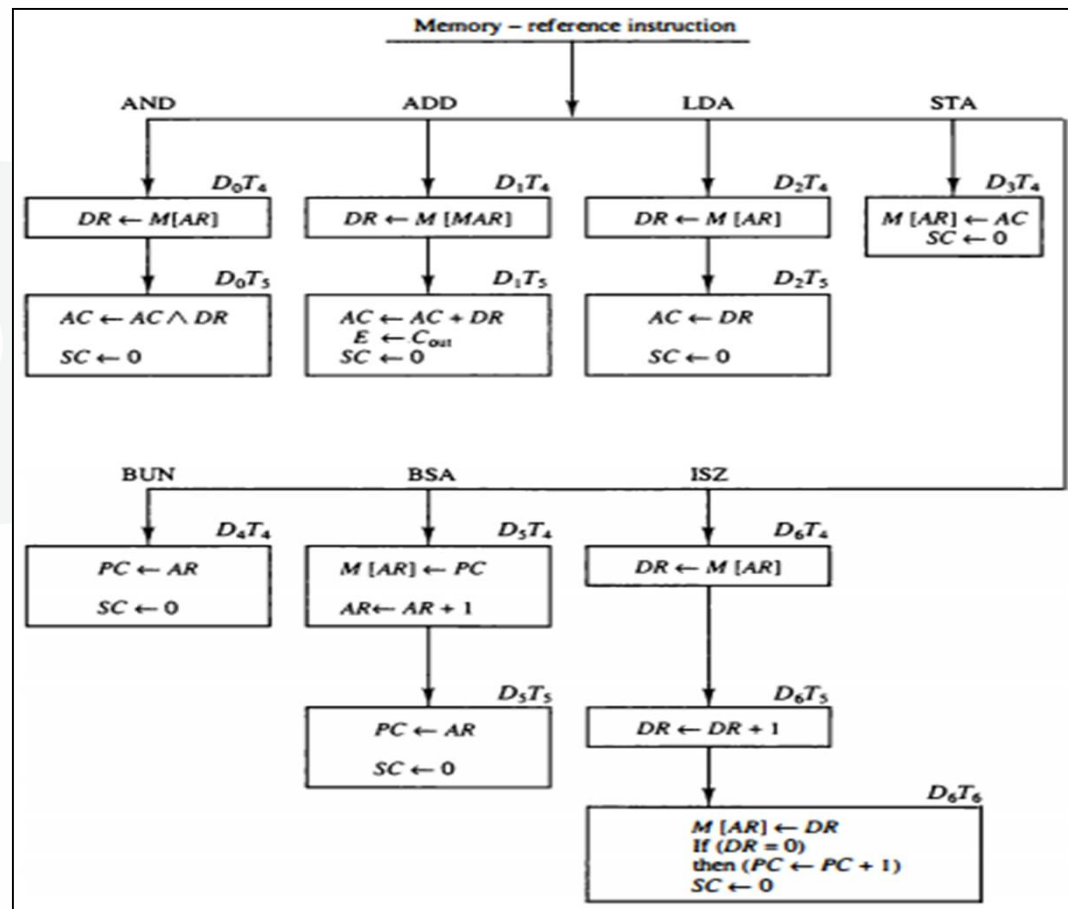 Memory – reference instruction
AND ADD LDA STA
D₀T₄ D₁T₄ D₂T₄ D₃T₄
DR ← M[AR] DR ← M [MAR] DR ← M [AR] M [AR] ← AC
SC ← 0
D₀T₅ D₁T₅ D₂T₅
AC ← AC ∧ DR AC ← AC + DR AC ← DR
E ← Cout
SC ← 0 SC ← 0 SC ← 0
BUN BSA ISZ
D₄T₄ D₅T₄ D₆T₄
PC ← AR M [AR] ← PC DR ← M [AR]
SC ← 0 AR ← AR + 1
D₅T₅ D₆T₅
PC ← AR DR ← DR + 1
SC ← 0
D₆T₆
M [AR] ← DR
If (DR = 0)
then (PC ← PC + 1)
SC ← 0